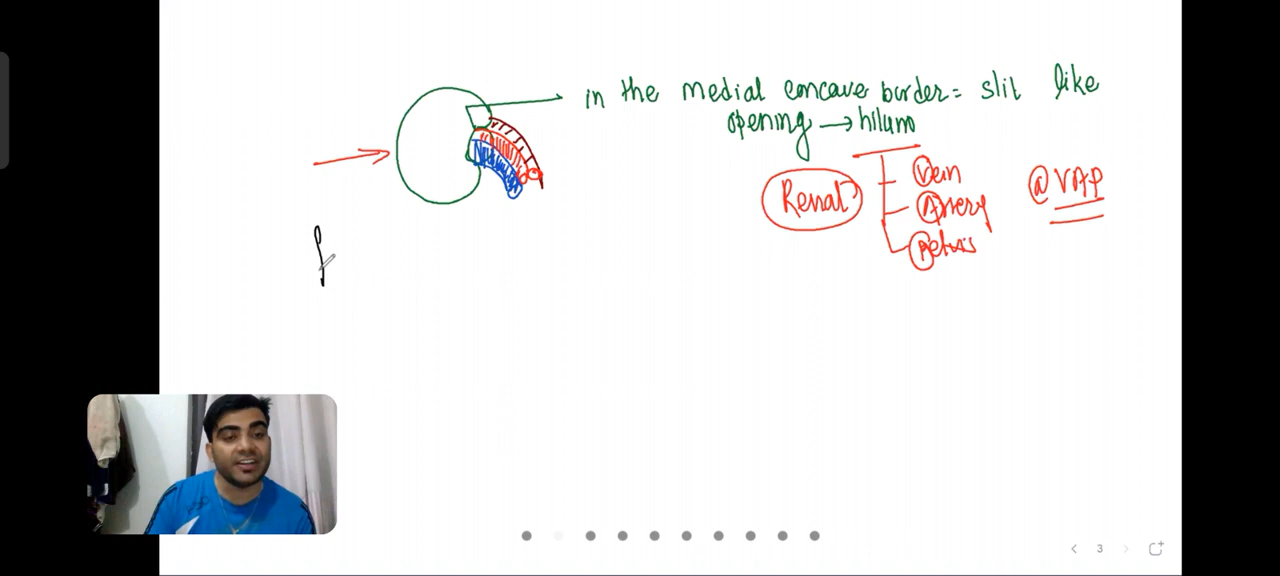 in the medial concave border = slit like
opening → hilum
Renal
Vein
Artery
Pelvis
@VAP
3